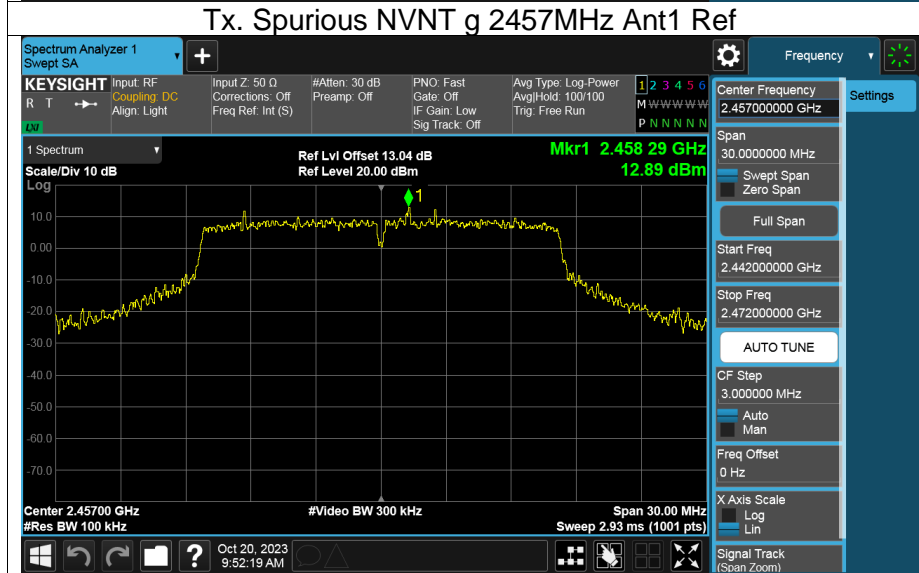 Tx. Spurious NVNT g 2457MHz Ant1 Ref
Spectrum Analyzer 1
Swept SA
+
Frequency
KEYSIGHT
R T
LXI
Input: RF
Coupling: DC
Align: Light
Input Z: 50 Ω
Corrections: Off
Freq Ref: Int (S)
#Atten: 30 dB
Preamp: Off
PNO: Fast
Gate: Off
IF Gain: Low
Sig Track: Off
Avg Type: Log-Power
Avg|Hold: 100/100
Trig: Free Run
1 2 3 4 5 6
M W W W W W
P N N N N N
1 Spectrum
Scale/Div 10 dB
Ref Lvl Offset 13.04 dB
Ref Level 20.00 dBm
Mkr1 2.458 29 GHz
12.89 dBm
Log
1
10.0
0.00
-10.0
-20.0
-30.0
-40.0
-50.0
-60.0
-70.0
Center 2.45700 GHz
#Res BW 100 kHz
#Video BW 300 kHz
Span 30.00 MHz
Sweep 2.93 ms (1001 pts)
?
Oct 20, 2023
9:52:19 AM
Center Frequency
2.457000000 GHz
Settings
Span
30.0000000 MHz
Swept Span
Zero Span
Full Span
Start Freq
2.442000000 GHz
Stop Freq
2.472000000 GHz
AUTO TUNE
CF Step
3.000000 MHz
Auto
Man
Freq Offset
0 Hz
X Axis Scale
Log
Lin
Signal Track
(Span Zoom)